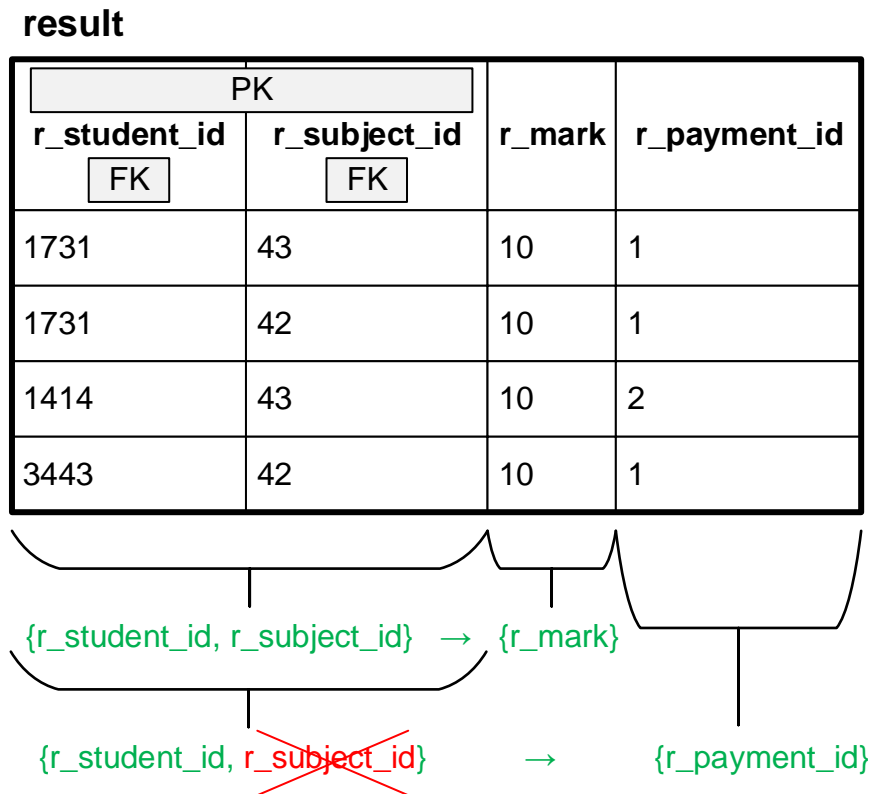 result
PK
r_student_id r_subject_id r_mark r_payment_id
FK FK
1731 43 10 1
1731 42 10 1
1414 43 10 2
3443 42 10 1
{r_student_id, r_subject_id} → {r_mark}
{r_student_id, r_subject_id} → {r_payment_id}